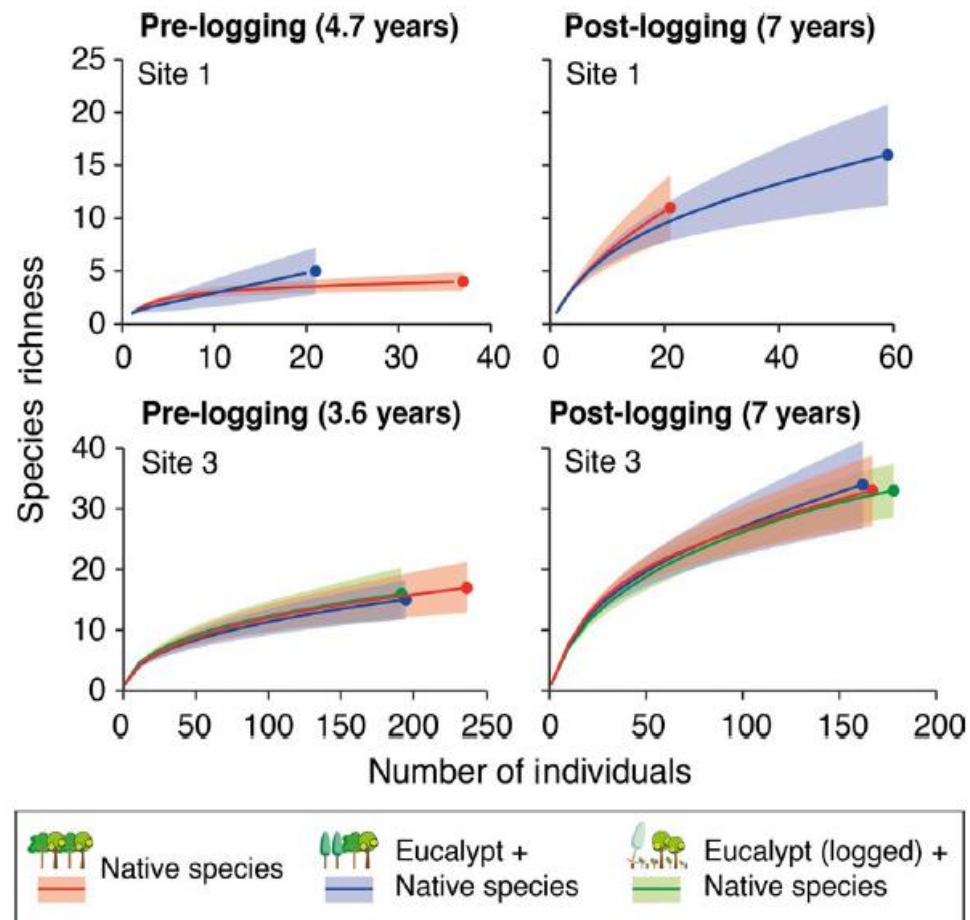 Pre-logging (4.7 years)
Post-logging (7 years)
Species richness
25
20
15
10
5
0
Site 1
0
10
20
30
40
Site 1
0
20
40
60
Pre-logging (3.6 years)
Post-logging (7 years)
40
30
20
10
0
Site 3
0
50
100
150
200
250
Site 3
0
50
100
150
200
Number of individuals
Native species
Eucalypt +
Native species
Eucalypt (logged) +
Native species